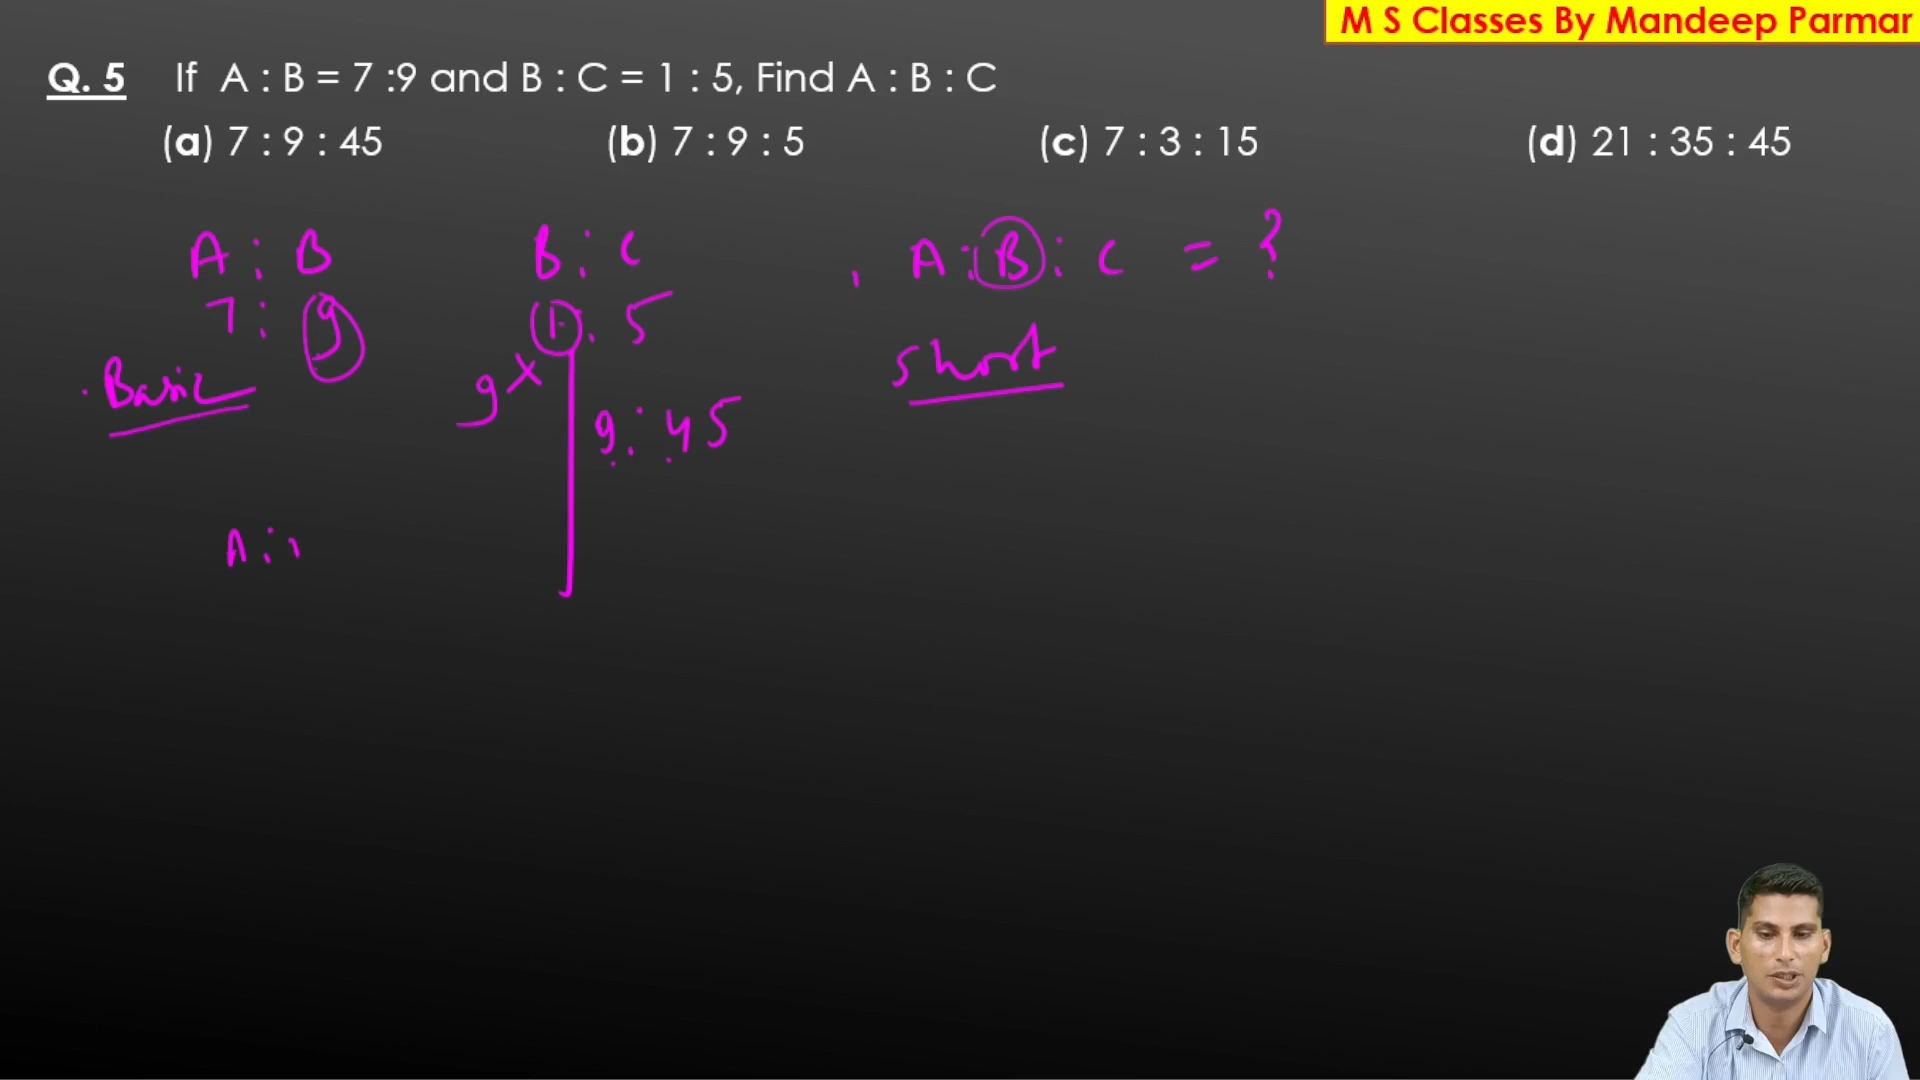 M S Classes By Mandeep Parmar
Q. 5 If A : B = 7 :9 and B : C = 1 : 5, Find A : B : C
(a) 7 : 9 : 45 (b) 7 : 9 : 5 (c) 7 : 3 : 15 (d) 21 : 35 : 45
A : B B : C A : B : C = ?
7 : 9 1 : 5
Basic 9 × short
9 : 45
A :